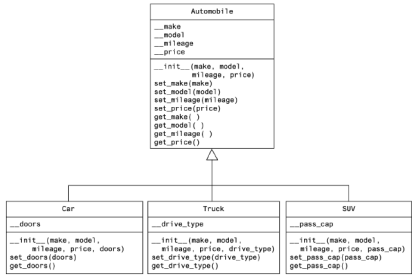 Automobile
__make
__model
__mileage
__price
__init__(make, model,
mileage, price)
set_make(make)
set_model(model)
set_mileage(mileage)
set_price(price)
get_make( )
get_model( )
get_mileage( )
get_price()
Car
__doors
__init__(make, model,
mileage, price, doors)
set_doors(doors)
get_doors()
Truck
__drive_type
__init__(make, model,
mileage, price, drive_type)
set_drive_type(drive_type)
get_drive_type()
SUV
__pass_cap
__init__(make, model,
mileage, price, pass_cap)
set_pass_cap(pass_cap)
get_pass_cap()